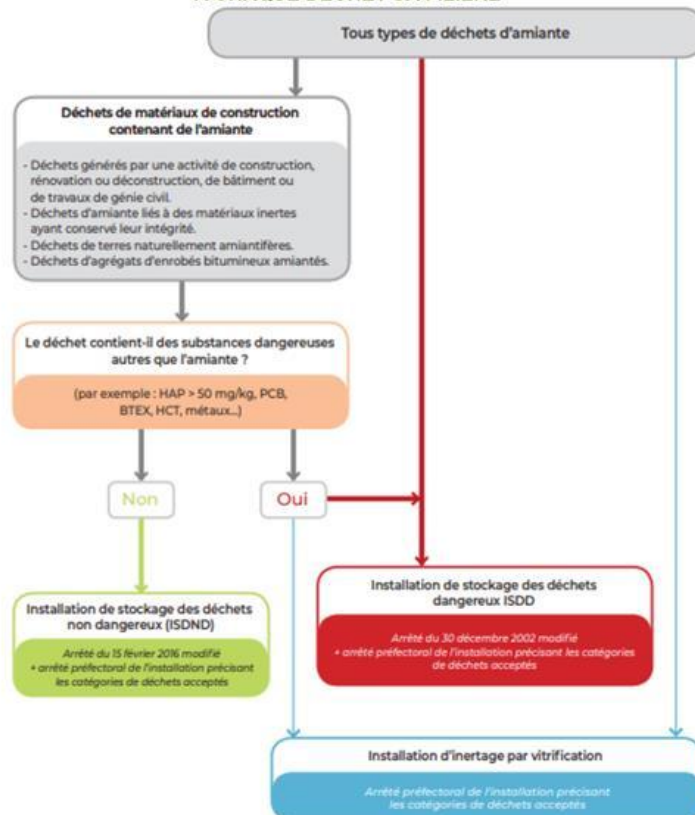 Tous types de déchets d'amiante
Déchets de matériaux de construction
contenant de l'amiante
- Déchets générés par une activité de construction,
rénovation ou déconstruction, de bâtiment ou
de travaux de génie civil.
- Déchets d'amiante liés à des matériaux inertes
ayant conservé leur intégrité.
- Déchets de terres naturellement amiantifères.
- Déchets d'agrégats d'enrobés bitumineux amiantés.
Le déchet contient-il des substances dangereuses
autres que l'amiante ?
(par exemple : HAP > 50 mg/kg, PCB,
BTEX, HCT, métaux...)
Non
Oui
Installation de stockage des déchets
non dangereux (ISDND)
Arrêté du 15 février 2016 modifié
+ arrêté préfectoral de l'installation précisant
les catégories de déchets acceptés
Installation de stockage des déchets
dangereux ISDD
Arrêté du 30 décembre 2002 modifié
+ arrêté préfectoral de l'installation précisant les catégories
de déchets acceptés
Installation d'inertage par vitrification
Arrêté préfectoral de l'installation précisant
les catégories de déchets acceptés